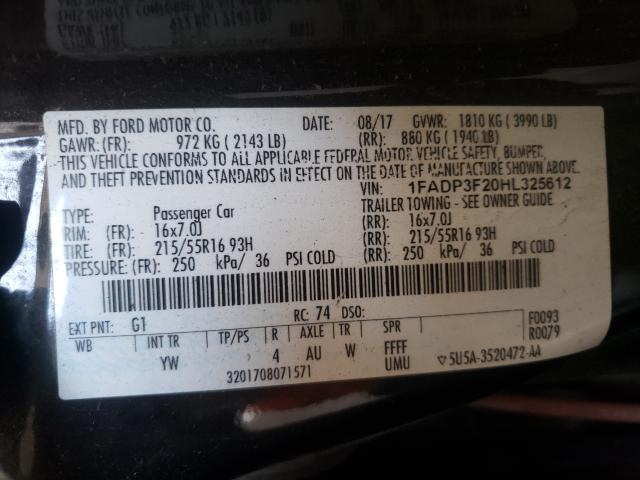 MFD. BY FORD MOTOR CO. DATE: 08/17 GVWR: 1810 KG ( 3990 LB)
GAWR: (FR): 972 KG ( 2143 LB) (RR): 880 KG ( 1940 LB)
THIS VEHICLE CONFORMS TO ALL APPLICABLE FEDERAL MOTOR VEHICLE SAFETY, BUMPER,
AND THEFT PREVENTION STANDARDS IN EFFECT ON THE DATE OF MANUFACTURE SHOWN ABOVE.
VIN: 1FADP3F20HL325612
TYPE: Passenger Car TRAILER TOWING - SEE OWNER GUIDE
RIM: (FR): 16x7.0J (RR): 16x7.0J
TIRE: (FR): 215/55R16 93H (RR): 215/55R16 93H
PRESSURE: (FR): 250 kPa/ 36 PSI COLD (RR): 250 kPa/ 36 PSI COLD
EXT PNT: G1 RC: 74 DSO: F0093
WB INT TR TP/PS R AXLE TR SPR R0079
YW 4 AU W FFFF
3201708071571 UMU 5U5A-3520472-AA